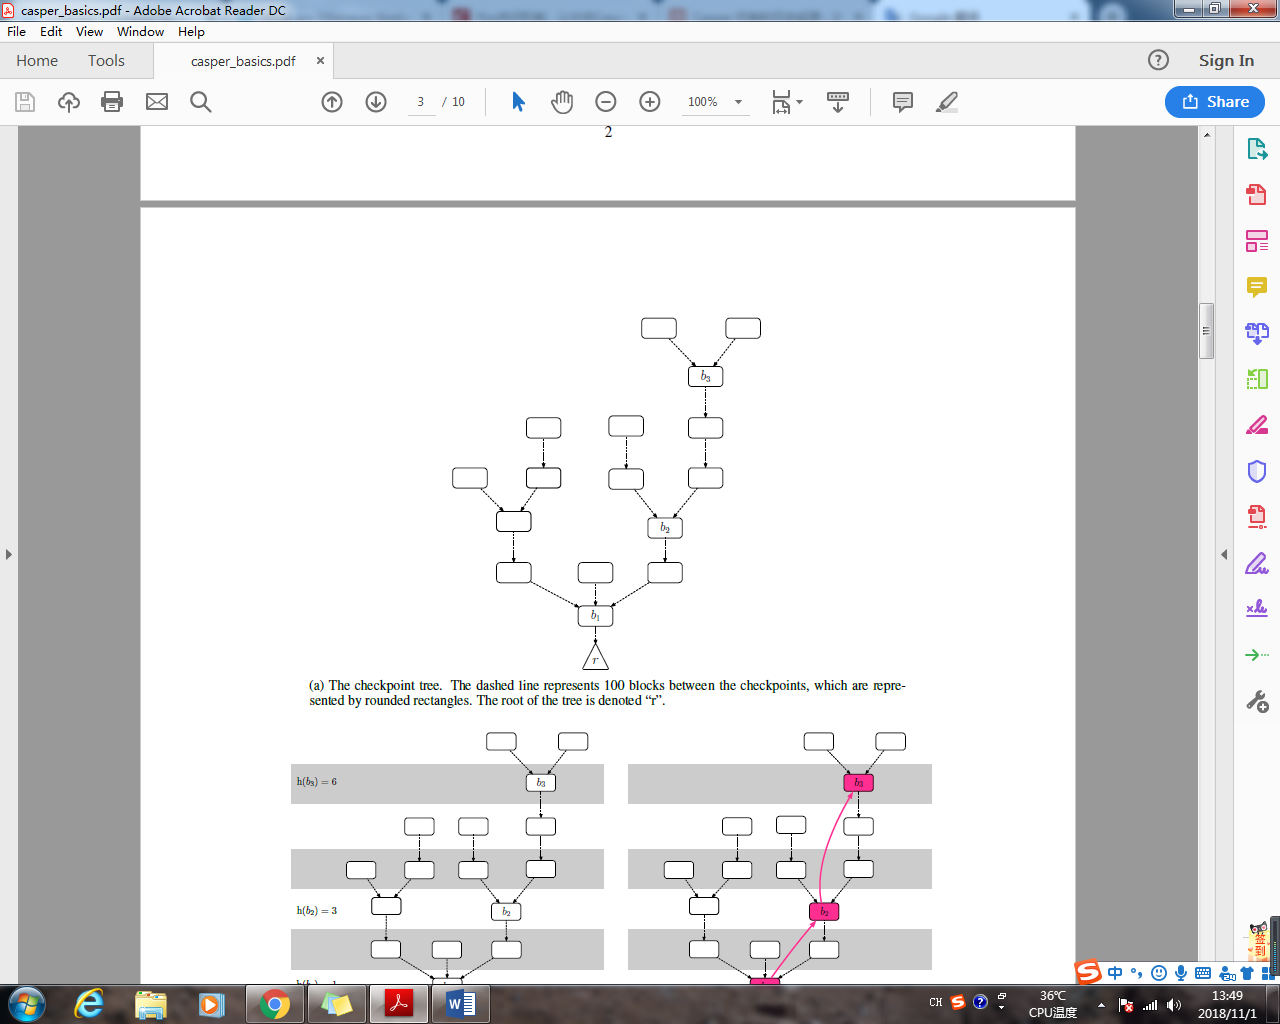 casper_basics.pdf - Adobe Acrobat Reader DC
File Edit View Window Help
Home Tools casper_basics.pdf × Sign In
3 / 10 100% Share
2
b3
b2
b1
r
(a) The checkpoint tree. The dashed line represents 100 blocks between the checkpoints, which are repre-
sented by rounded rectangles. The root of the tree is denoted “r”.
h(b3) = 6 b3 b3
h(b2) = 3 b2 b2
中
签到
CH 36℃ 13:49
CPU温度 2018/11/1